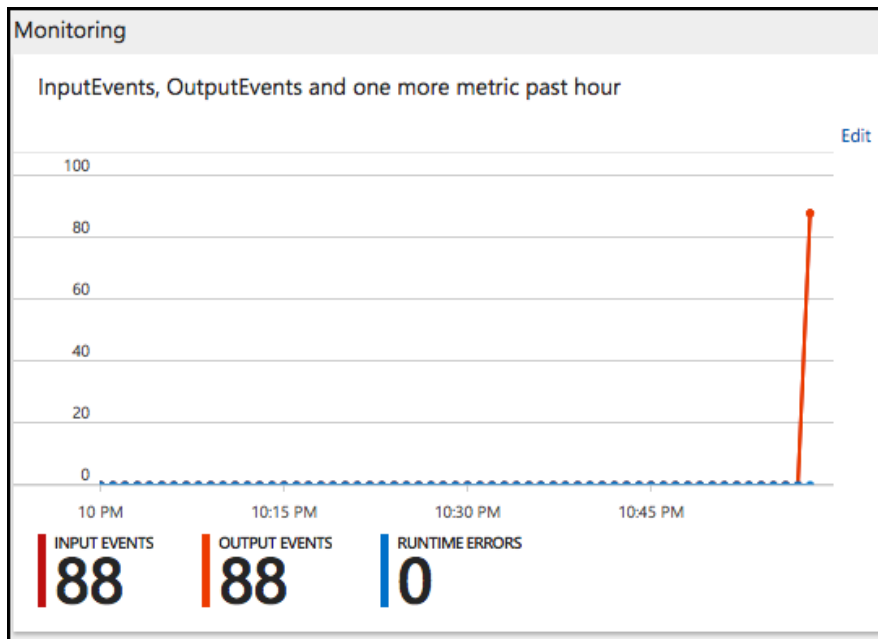 Monitoring
InputEvents, OutputEvents and one more metric past hour
Edit
100
80
60
40
20
0
10 PM 10:15 PM 10:30 PM 10:45 PM
INPUT EVENTS OUTPUT EVENTS RUNTIME ERRORS
88 88 0